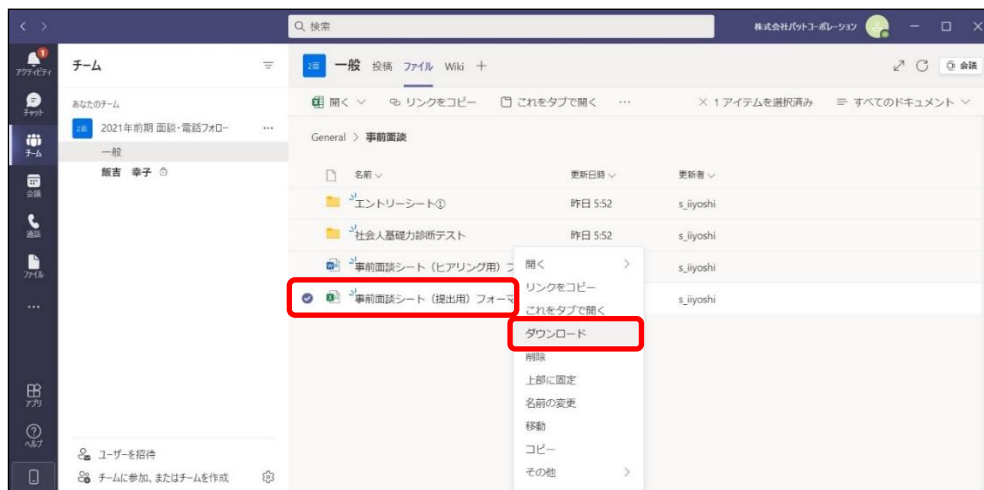 検索
株式会社パットコーポレーション
1
アクティビティ
チャット
チーム
会議
通話
ファイル
アプリ
ヘルプ
チーム
あなたのチーム
2前 2021年前期 面談・電話フォロー
一般
飯吉 幸子
ユーザーを招待
チームに参加、またはチームを作成
一般 投稿 ファイル Wiki +
会議
開く リンクをコピー これをタブで開く … × 1 アイテムを選択済み すべてのドキュメント
General > 事前面談
名前 更新日時 更新者
エントリーシート① 昨日 5:52 s_iiyoshi
社会人基礎力診断テスト 昨日 5:52 s_iiyoshi
事前面談シート（ヒアリング用）フ s_iiyoshi
事前面談シート（提出用）フォーマ s_iiyoshi
開く
リンクをコピー
これをタブで開く
ダウンロード
削除
上部に固定
名前の変更
移動
コピー
その他